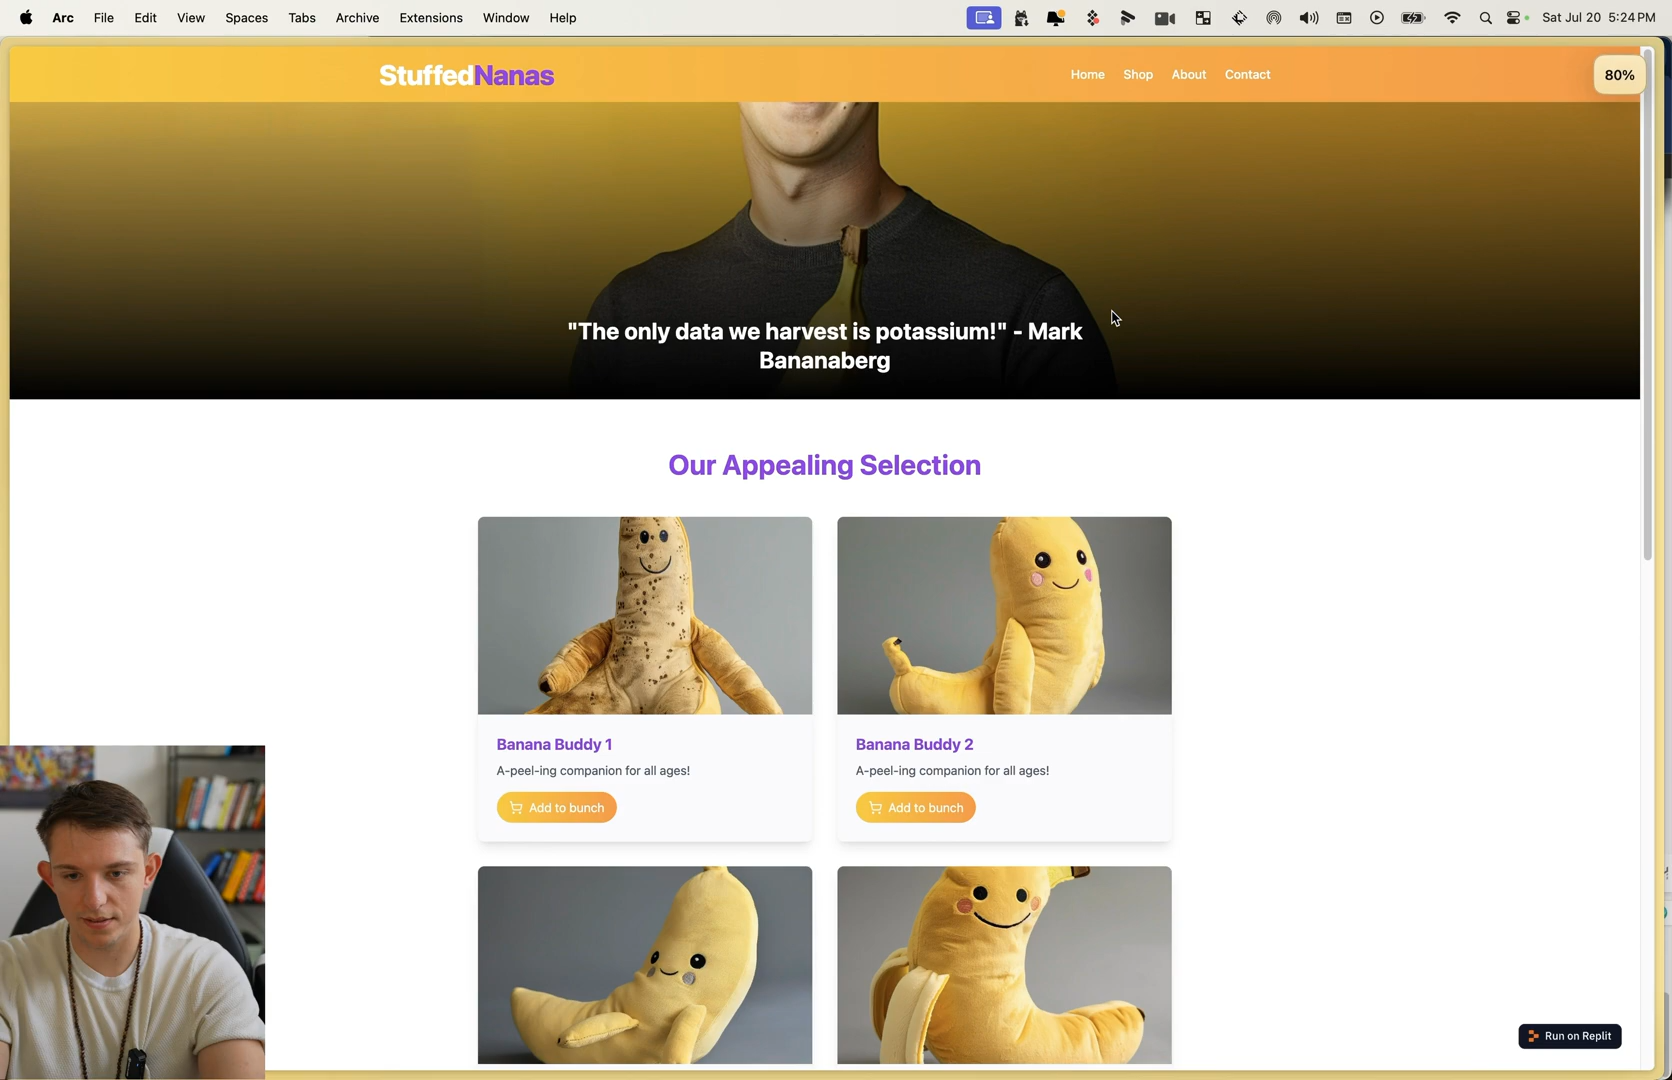 Arc File Edit View Spaces Tabs Archive Extensions Window Help Sat Jul 20 5:24 PM
StuffedNanas Home Shop About Contact 80%
"The only data we harvest is potassium!" - Mark
Bananaberg
Our Appealing Selection
Banana Buddy 1
A-peel-ing companion for all ages!
Add to bunch
Banana Buddy 2
A-peel-ing companion for all ages!
Add to bunch
Run on Replit